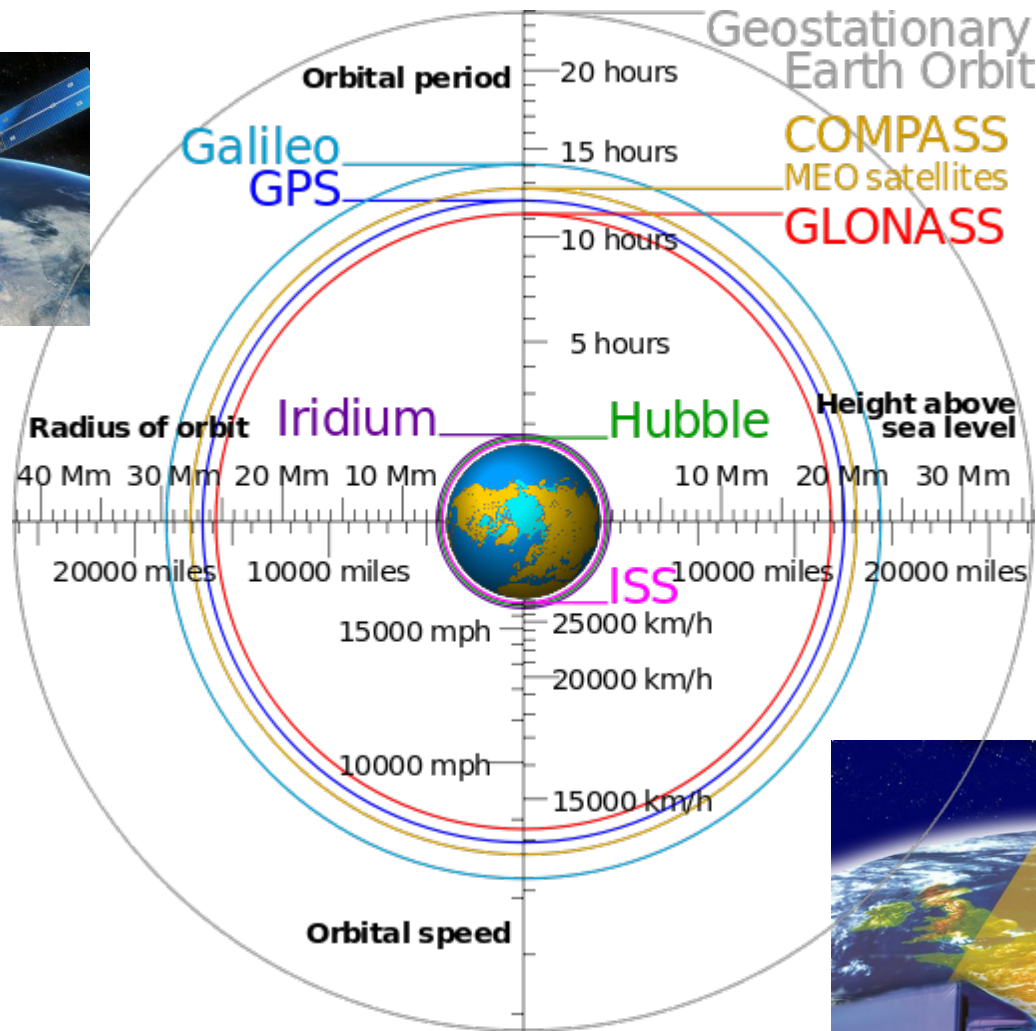 Geostationary
Earth Orbit
Orbital period
20 hours
Galileo
15 hours
COMPASS
MEO satellites
GPS
GLONASS
10 hours
5 hours
Iridium
Hubble
Radius of orbit
Height above
sea level
40 Mm
30 Mm
20 Mm
10 Mm
10 Mm
20 Mm
30 Mm
20000 miles
10000 miles
ISS
10000 miles
20000 miles
15000 mph
25000 km/h
20000 km/h
10000 mph
15000 km/h
Orbital speed